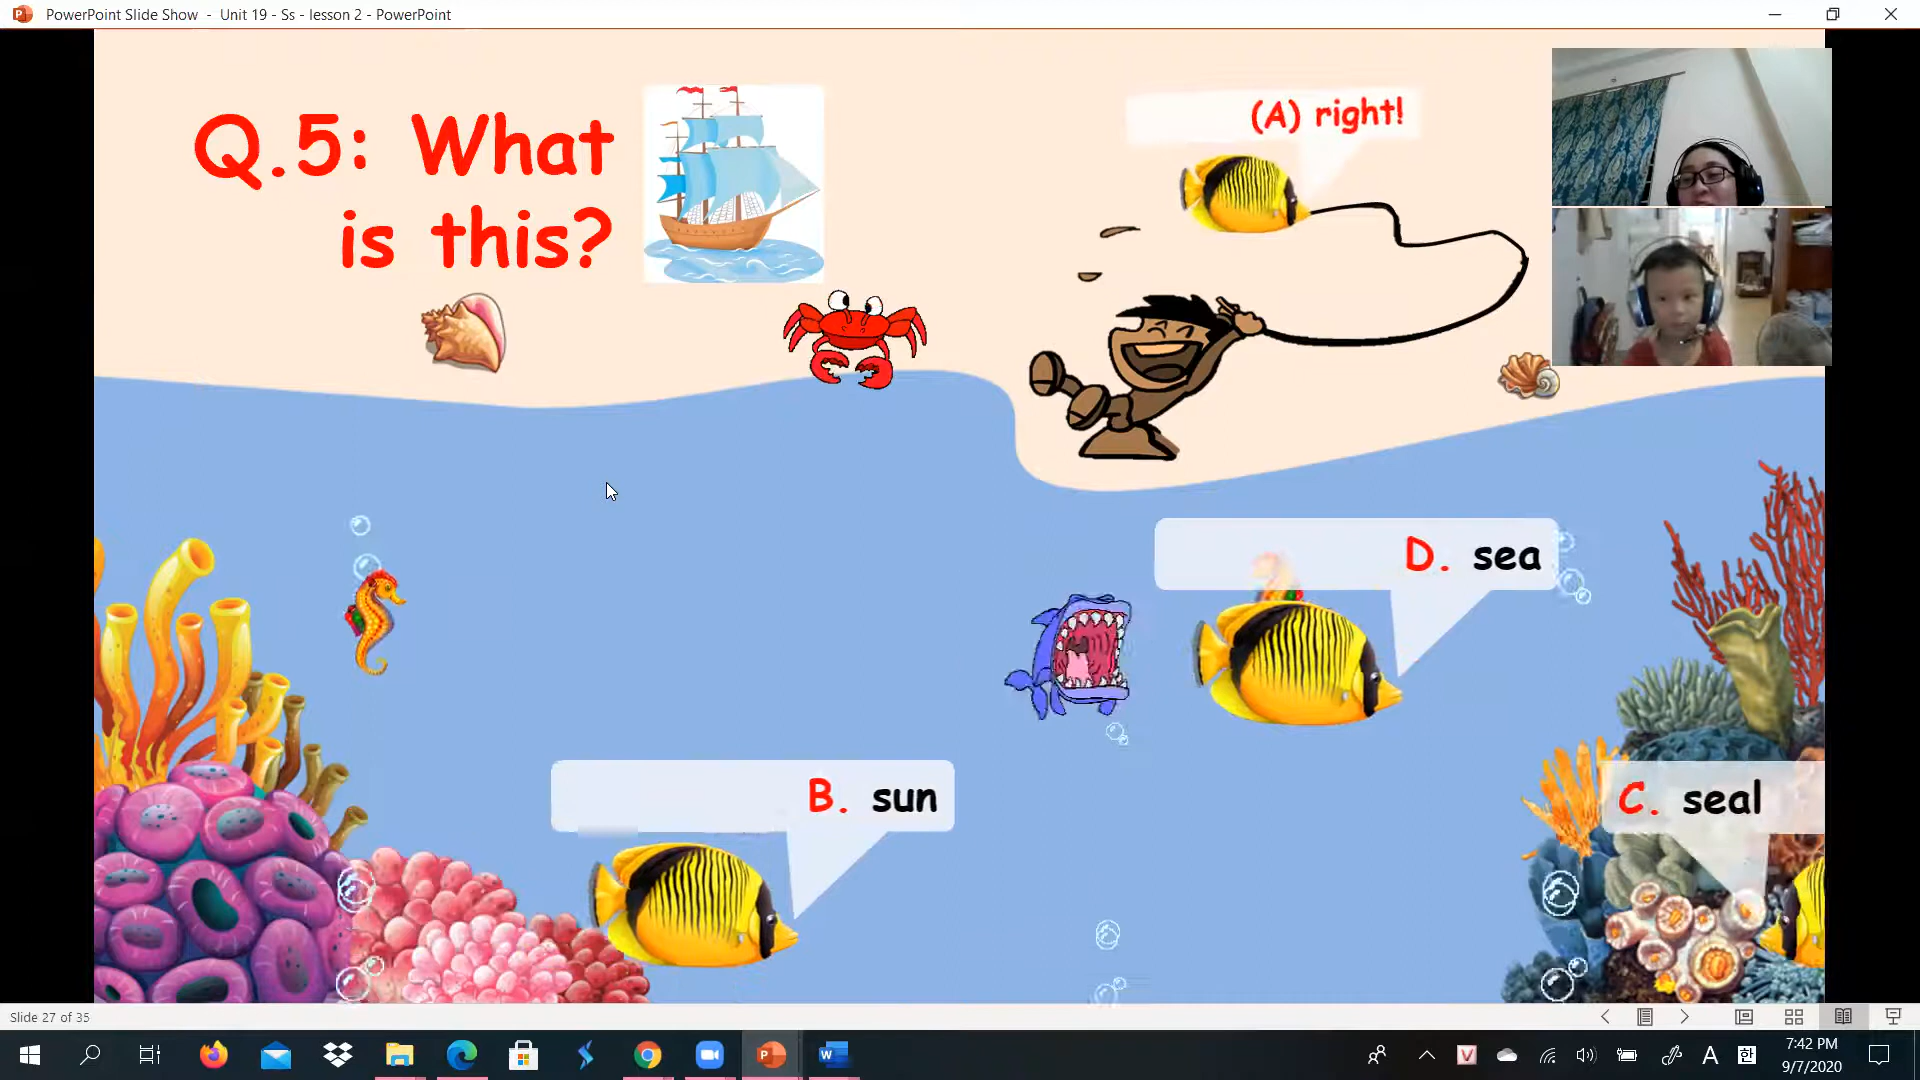 PowerPoint Slide Show - Unit 19 - Ss - lesson 2 - PowerPoint
Q.5: What
is this?
(A) right!
D. sea
B. sun
C. seal
Slide 27 of 35
A
한
7:42 PM
9/7/2020